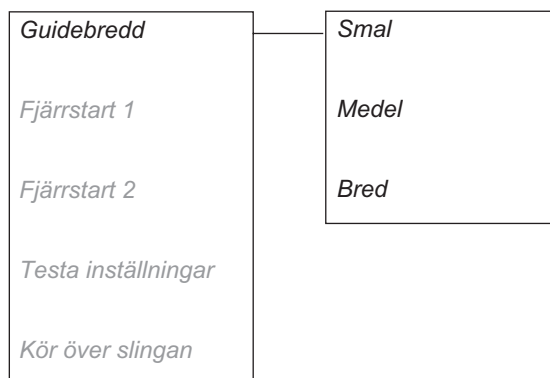 Guidebredd
Fjärrstart 1
Fjärrstart 2
Testa inställningar
Kör över slingan
Smal
Medel
Bred